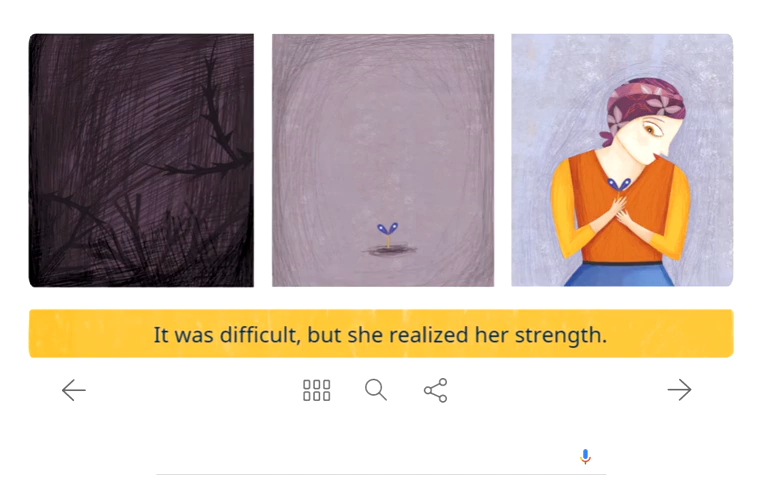 It was difficult, but she realized her strength.